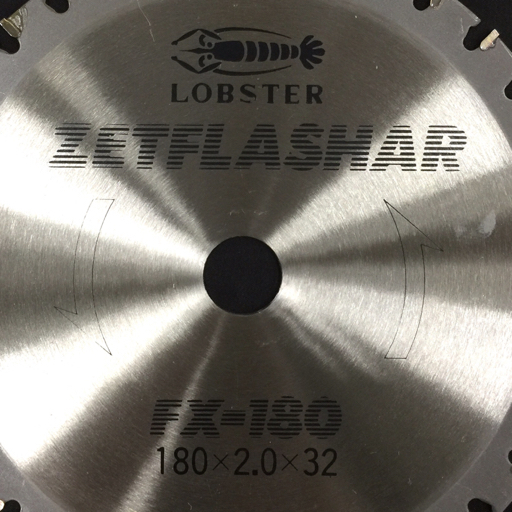 LOBSTER
ZETFLASHAR
FX-180
180×2.0×32